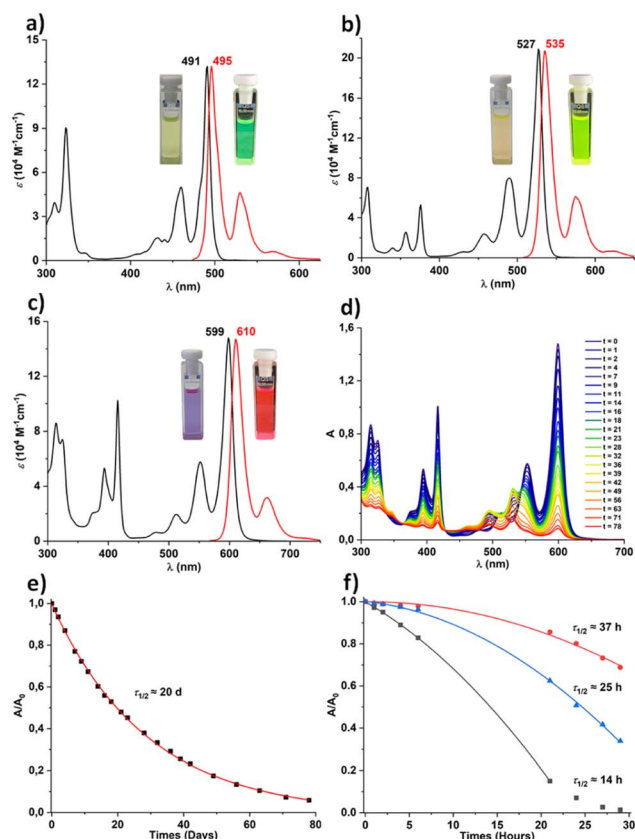 a)
491
495
ε (10⁴ M⁻¹cm⁻¹)
15
12
9
6
3
0
300
400
500
600
λ (nm)
b)
527
535
ε (10⁴ M⁻¹cm⁻¹)
20
16
12
8
4
0
300
400
500
600
λ (nm)
c)
599
610
ε (10⁴ M⁻¹cm⁻¹)
16
12
8
4
0
300
400
500
600
700
λ (nm)
d)
A
1,6
1,2
0,8
0,4
0,0
300
400
500
600
700
λ (nm)
t = 0
t = 1
t = 2
t = 4
t = 7
t = 9
t = 11
t = 14
t = 16
t = 18
t = 21
t = 23
t = 28
t = 32
t = 36
t = 39
t = 42
t = 49
t = 56
t = 63
t = 71
t = 78
e)
A/A₀
1,0
0,8
0,6
0,4
0,2
0,0
τ₁/₂ ≈ 20 d
0
20
40
60
80
Times (Days)
f)
A/A₀
1.0
0.8
0.6
0.4
0.2
0.0
τ₁/₂ ≈ 37 h
τ₁/₂ ≈ 25 h
τ₁/₂ ≈ 14 h
0
5
10
15
20
25
30
Times (Hours)